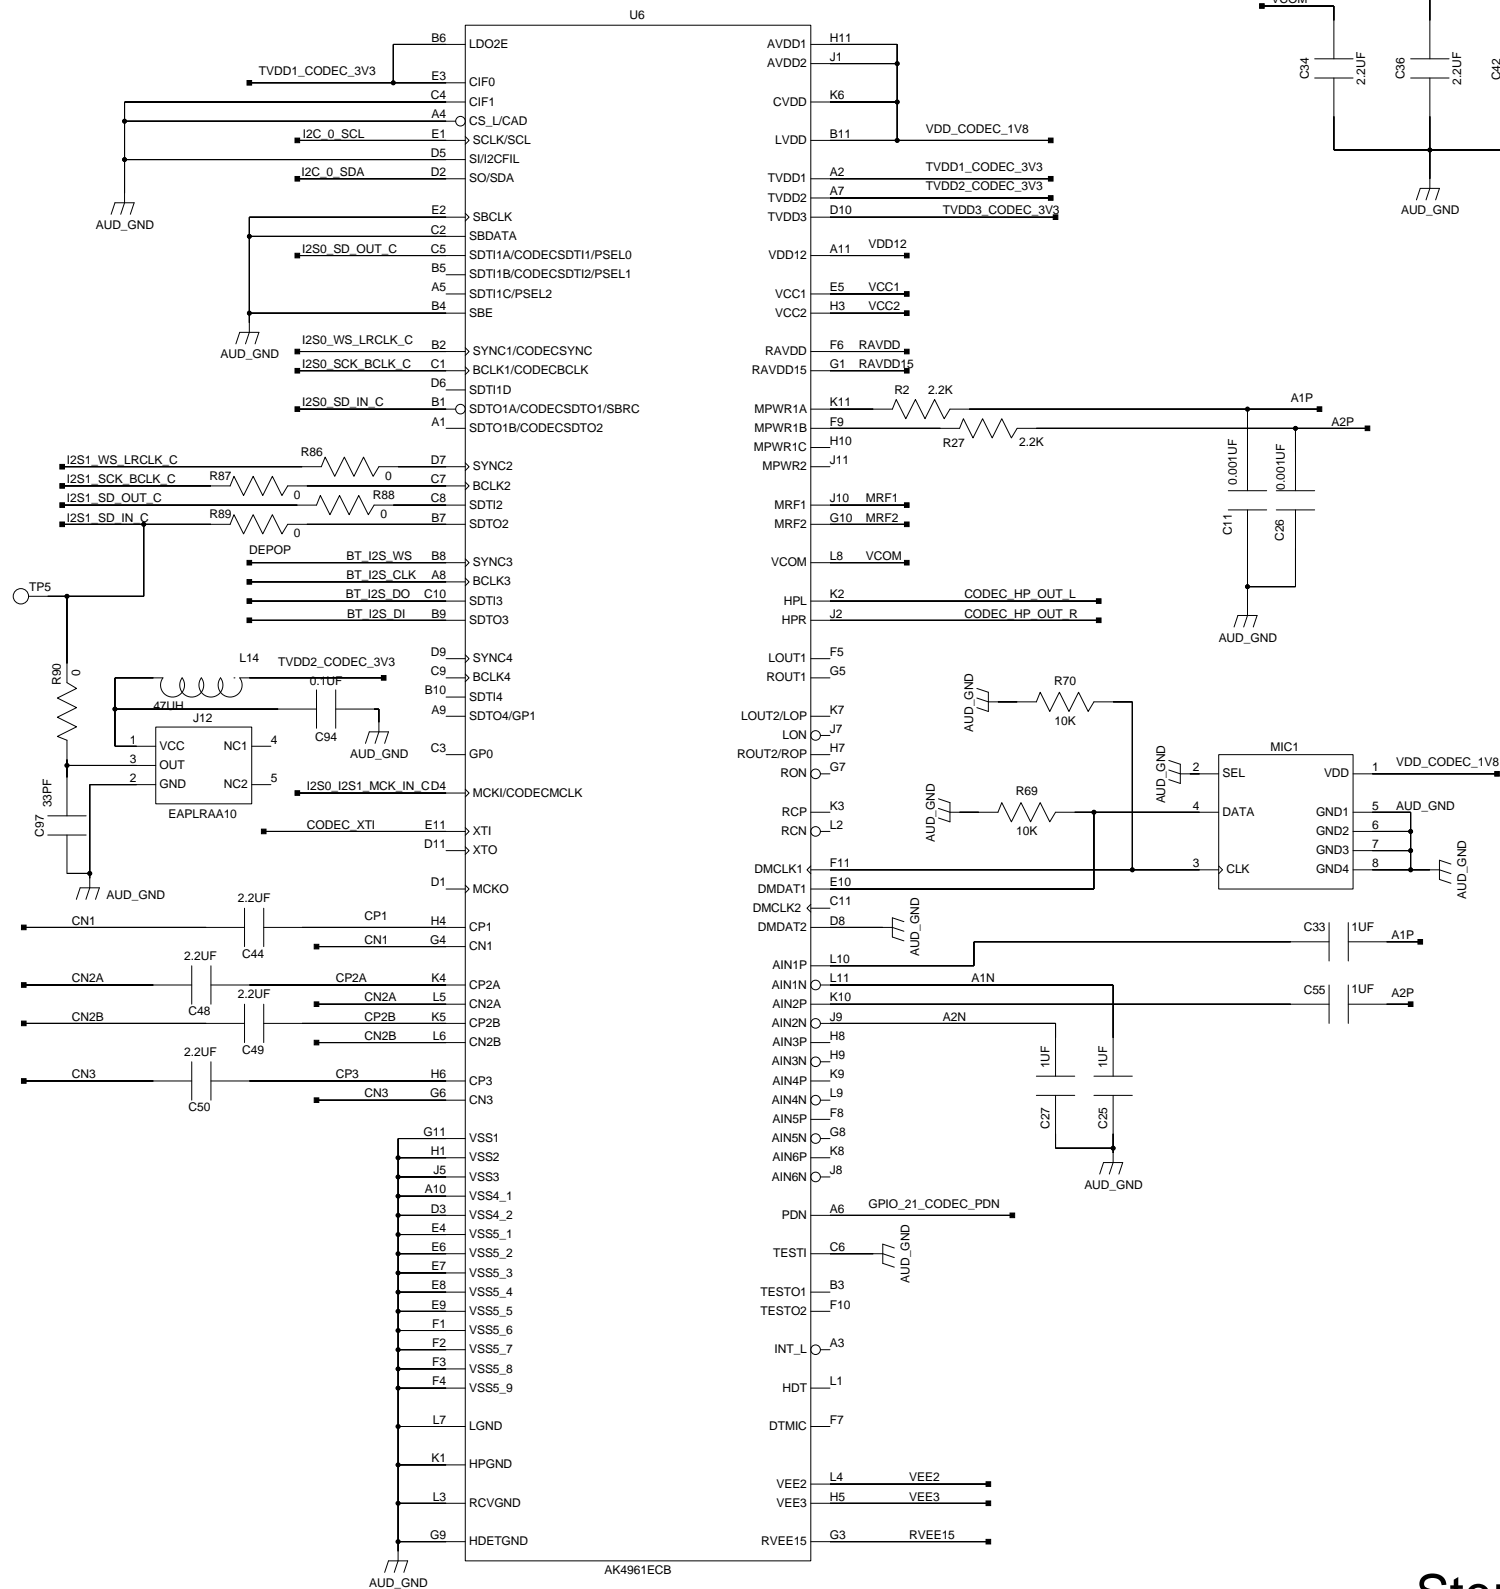 U6
VCOM
C34
2.2UF
C36
2.2UF
C42
AUD_GND
B6 LDO2E
TVDD1_CODEC_3V3 E3 CIF0
C4 CIF1
A4 CS_L/CAD
I2C_0_SCL E1 SCLK/SCL
D5 SI/I2CFIL
I2C_0_SDA D2 SO/SDA
AUD_GND
E2 SBCLK
C2 SBDATA
I2S0_SD_OUT_C C5 SDTI1A/CODECSDTI1/PSEL0
B5 SDTI1B/CODECSDTI2/PSEL1
A5 SDTI1C/PSEL2
B4 SBE
AUD_GND
I2S0_WS_LRCLK_C B2 SYNC1/CODECSYNC
I2S0_SCK_BCLK_C C1 BCLK1/CODECBCLK
D6 SDTI1D
I2S0_SD_IN_C B1 SDTO1A/CODECSDTO1/SBRC
A1 SDTO1B/CODECSDTO2
I2S1_WS_LRCLK_C R86 0 D7 SYNC2
I2S1_SCK_BCLK_C R87 0 C7 BCLK2
I2S1_SD_OUT_C R88 0 C8 SDTI2
I2S1_SD_IN_C R89 0 B7 SDTO2
DEPOP
BT_I2S_WS B8 SYNC3
BT_I2S_CLK A8 BCLK3
BT_I2S_DO C10 SDTI3
BT_I2S_DI B9 SDTO3
TP5
R90 0
L14
47UH
TVDD2_CODEC_3V3
0.1UF
C94
AUD_GND
J12
1 VCC NC1 4
3 OUT
2 GND NC2 5
EAPLRAA10
33PF
C97
AUD_GND
D9 SYNC4
C9 BCLK4
B10 SDTI4
A9 SDTO4/GP1
C3 GP0
I2S0_I2S1_MCK_IN_C D4 MCKI/CODECMCLK
CODEC_XTI E11 XTI
D11 XTO
D1 MCKO
CN1 2.2UF C44 CP1 H4 CP1
CN1 G4 CN1
CN2A 2.2UF C48 CP2A K4 CP2A
CN2A L5 CN2A
CN2B 2.2UF C49 CP2B K5 CP2B
CN2B L6 CN2B
CN3 2.2UF C50 CP3 H6 CP3
CN3 G6 CN3
G11 VSS1
H1 VSS2
J5 VSS3
A10 VSS4_1
D3 VSS4_2
E4 VSS5_1
E6 VSS5_2
E7 VSS5_3
E8 VSS5_4
E9 VSS5_5
F1 VSS5_6
F2 VSS5_7
F3 VSS5_8
F4 VSS5_9
L7 LGND
K1 HPGND
L3 RCVGND
G9 HDETGND
AUD_GND
AK4961ECB
AVDD1 H11
AVDD2 J1
CVDD K6
LVDD B11 VDD_CODEC_1V8
TVDD1 A2 TVDD1_CODEC_3V3
TVDD2 A7 TVDD2_CODEC_3V3
TVDD3 D10 TVDD3_CODEC_3V3
VDD12 A11 VDD12
VCC1 E5 VCC1
VCC2 H3 VCC2
RAVDD F6 RAVDD
RAVDD15 G1 RAVDD15
MPWR1A K11 R2 2.2K A1P
MPWR1B F9 R27 2.2K A2P
MPWR1C H10
MPWR2 J11
0.001UF
C11
0.001UF
C26
AUD_GND
MRF1 J10 MRF1
MRF2 G10 MRF2
VCOM L8 VCOM
HPL K2 CODEC_HP_OUT_L
HPR J2 CODEC_HP_OUT_R
LOUT1 F5
ROUT1 G5
LOUT2/LOP K7
LON J7
ROUT2/ROP H7
RON G7
RCP K3
RCN L2
AUD_GND
R70
10K
AUD_GND
R69
10K
DMCLK1 F11
DMDAT1 E10
DMCLK2 C11
DMDAT2 D8
AUD_GND
MIC1
AUD_GND
2 SEL VDD 1 VDD_CODEC_1V8
4 DATA GND1 5 AUD_GND
GND2 6
GND3 7
3 CLK GND4 8
AUD_GND
AIN1P L10 C33 1UF A1P
AIN1N L11 A1N
AIN2P K10 C55 1UF A2P
AIN2N J9 A2N
AIN3P H8
AIN3N H9
AIN4P K9
AIN4N L9
AIN5P F8
AIN5N G8
AIN6P K8
AIN6N J8
1UF
C27
1UF
C25
AUD_GND
PDN A6 GPIO_21_CODEC_PDN
TESTI C6 AUD_GND
TESTO1 B3
TESTO2 F10
INT_L A3
HDT L1
DTMIC F7
VEE2 L4 VEE2
VEE3 H5 VEE3
RVEE15 G3 RVEE15